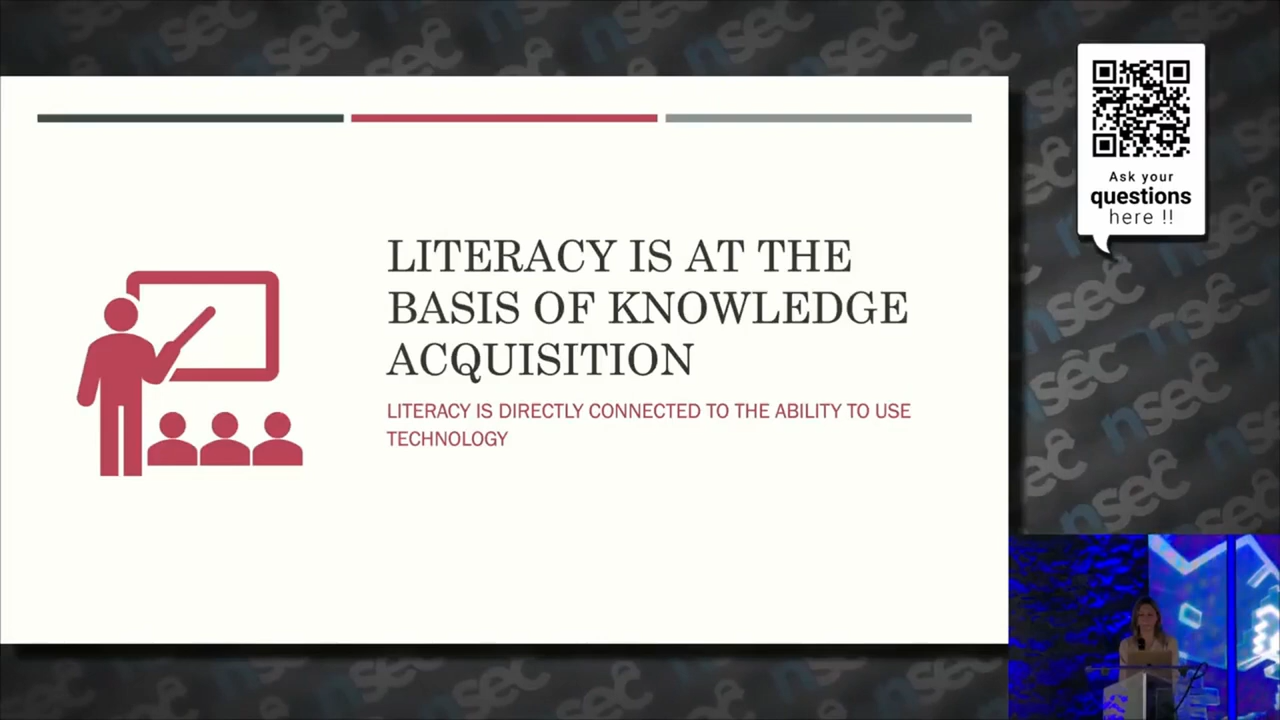 LITERACY IS AT THE
BASIS OF KNOWLEDGE
ACQUISITION
LITERACY IS DIRECTLY CONNECTED TO THE ABILITY TO USE
TECHNOLOGY
Ask your
questions
here !!
nsec